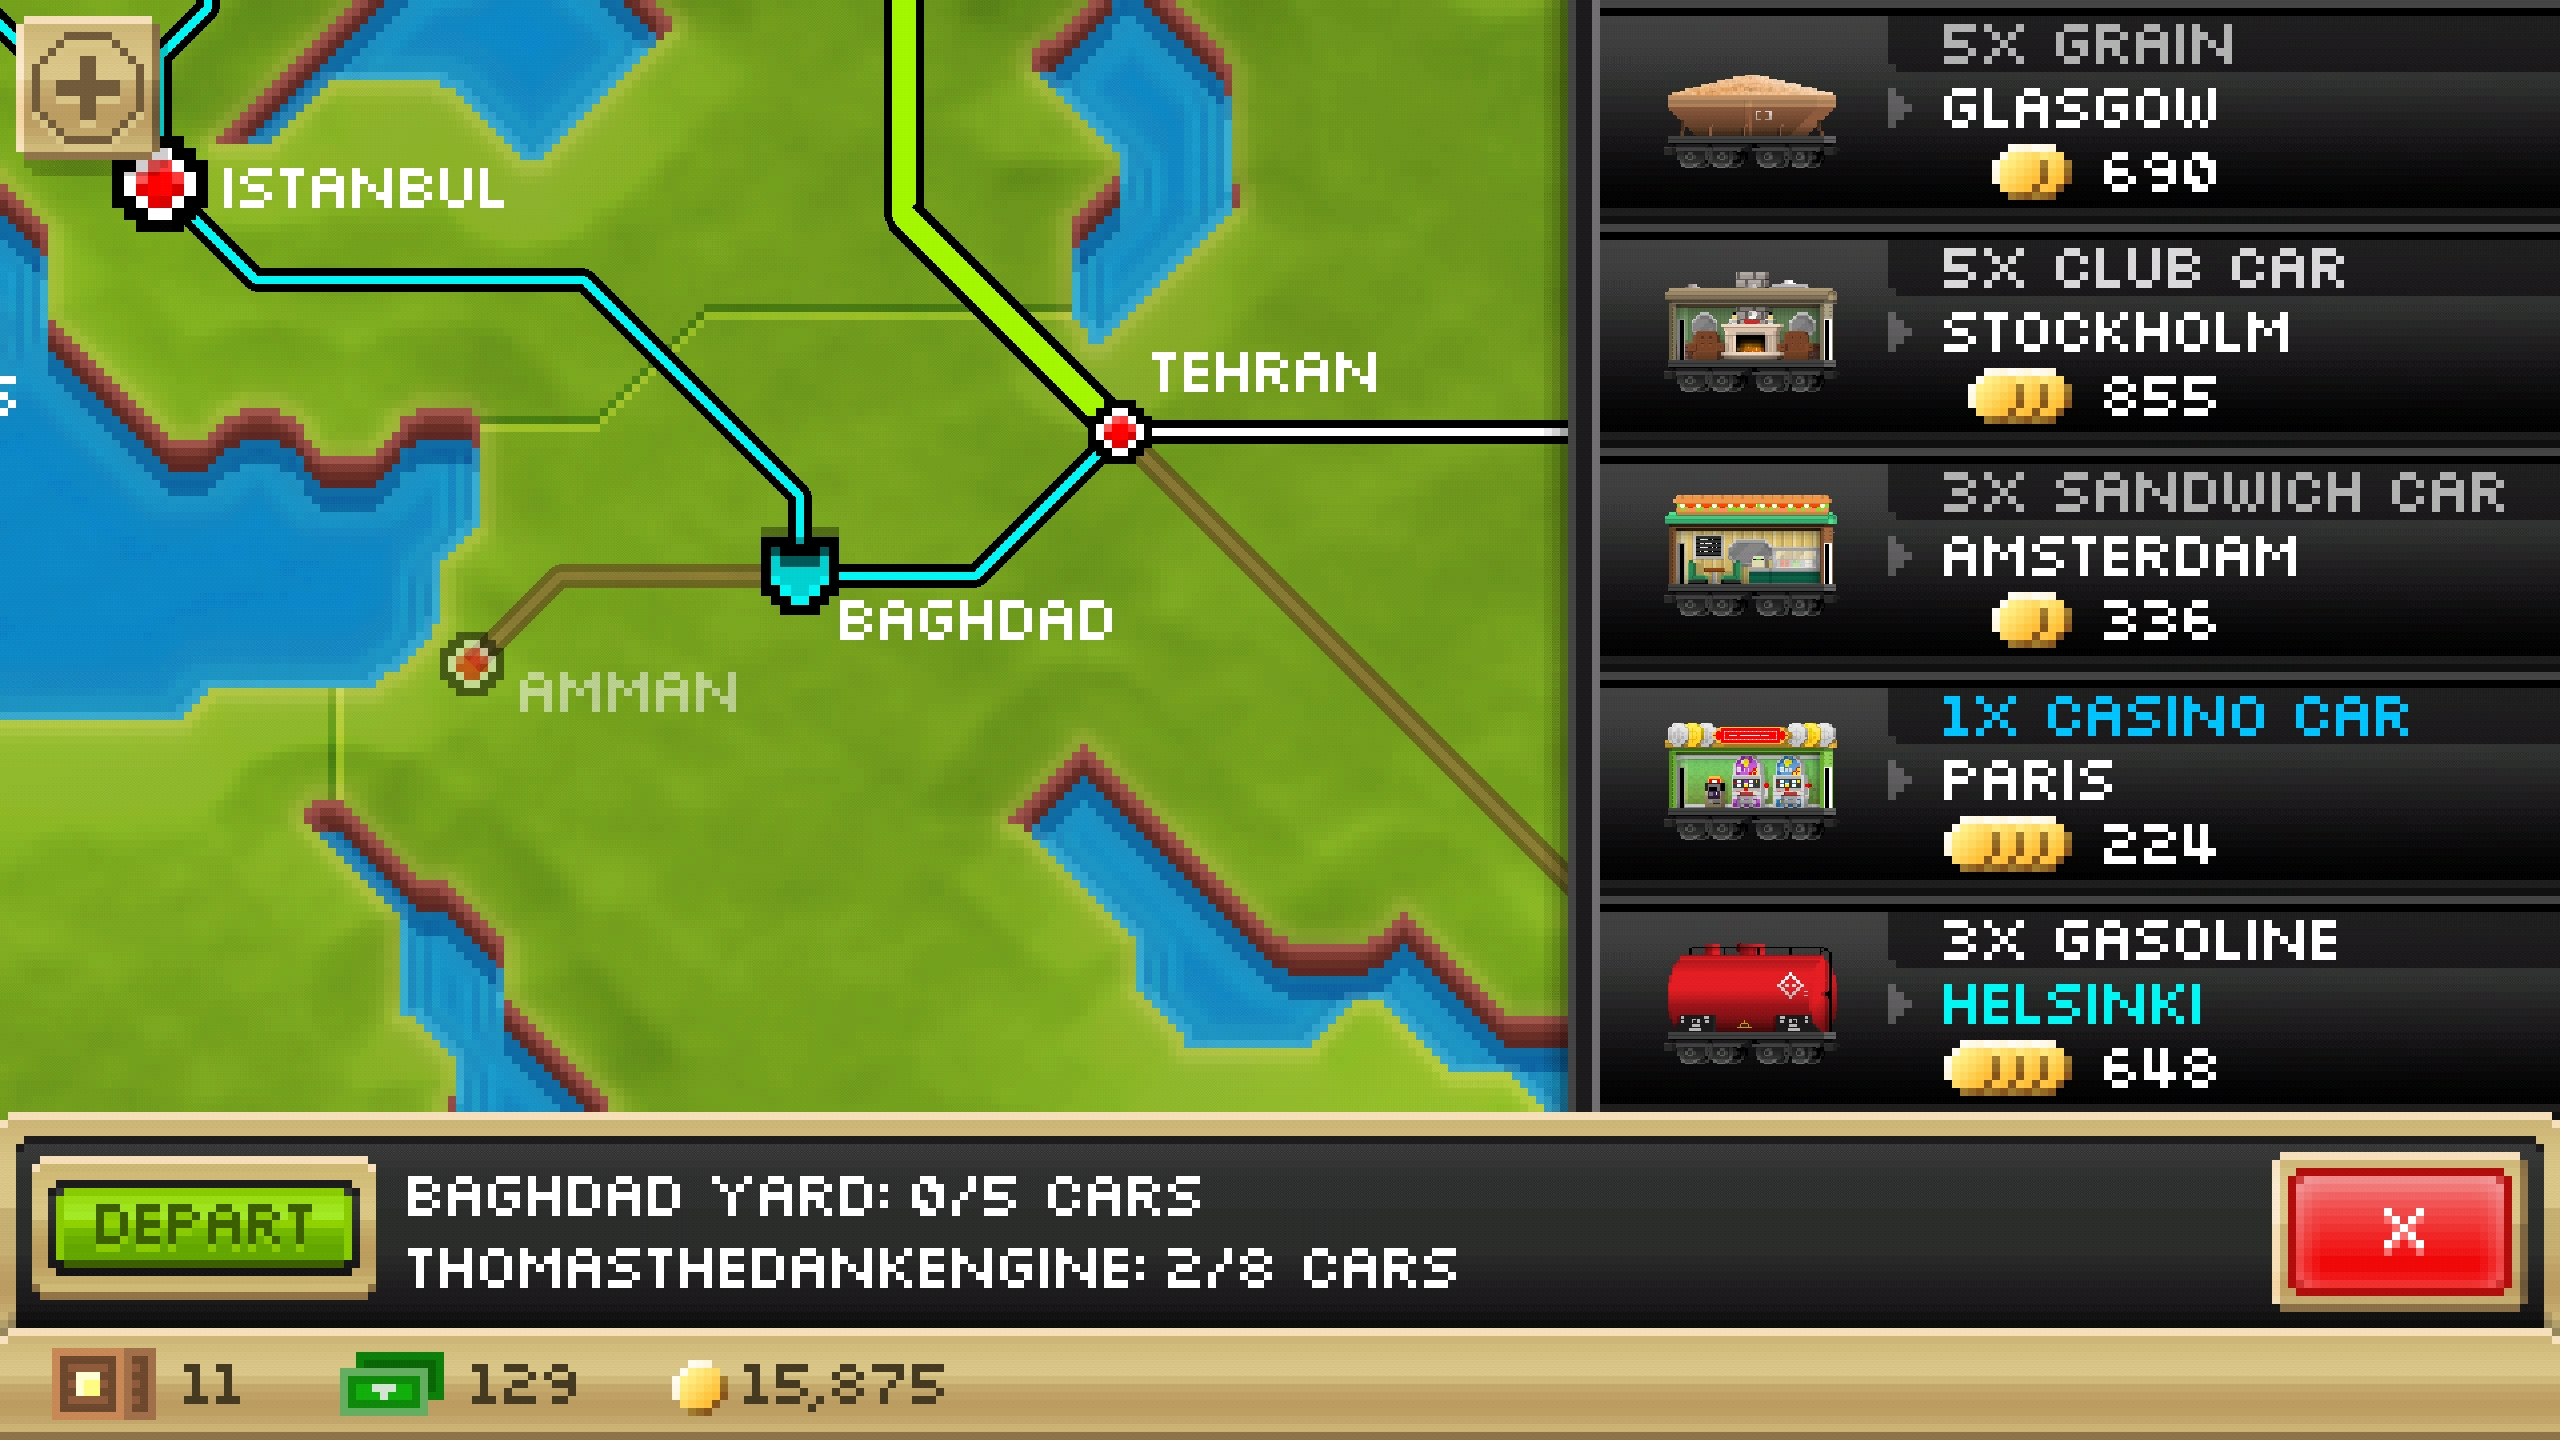 ISTANBUL
TEHRAN
BAGHDAD
AMMAN
5X GRAIN
GLASGOW
690
5X CLUB CAR
STOCKHOLM
855
3X SANDWICH CAR
AMSTERDAM
336
1X CASINO CAR
PARIS
224
3X GASOLINE
HELSINKI
648
DEPART
BAGHDAD YARD: 0/5 CARS
THOMASTHEDANKENGINE: 2/8 CARS
X
11
129
15,875